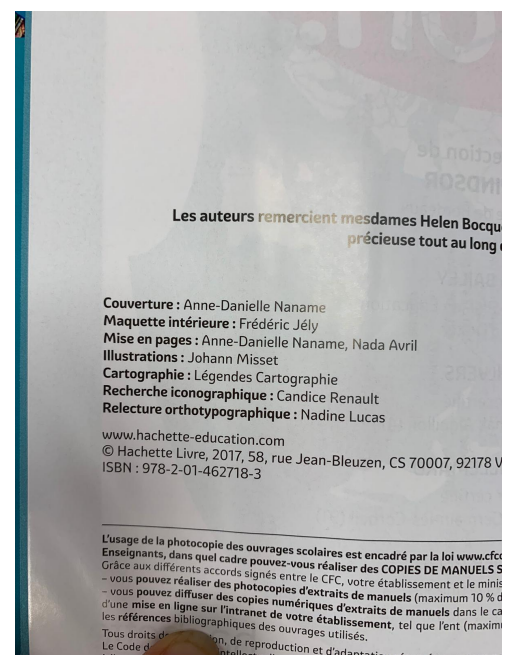 Les auteurs remercient mesdames Helen
précieuse tout au long
Couverture : Anne-Danielle Naname
Maquette intérieure : Frédéric Jély
Mise en pages : Anne-Danielle Naname, Nada Avril
Illustrations : Johann Misset
Cartographie : Légendes Cartographie
Recherche iconographique : Candice Renault
Relecture orthotypographique : Nadine Lucas
www.hachette-education.com
© Hachette Livre, 2017, 58, rue Jean-Bleuzen, CS 70007, 92178
ISBN : 978-2-01-462718-3
L'usage de la photocopie des ouvrages scolaires est encadré par la loi
Enseignants, dans quel cadre pouvez-vous réaliser des COPIES DE MANUELS
Grâce aux différents accords signés entre le CFC, votre établissement et le
– vous pouvez réaliser des photocopies d'extraits de manuels (maximum 10 %
– vous pouvez diffuser des copies numériques d'extraits de manuels dans le
d'une mise en ligne sur l'intranet de votre établissement, tel que l'ent
les références bibliographiques des ouvrages utilisés.
Tous droits de reproduction et
Le Code